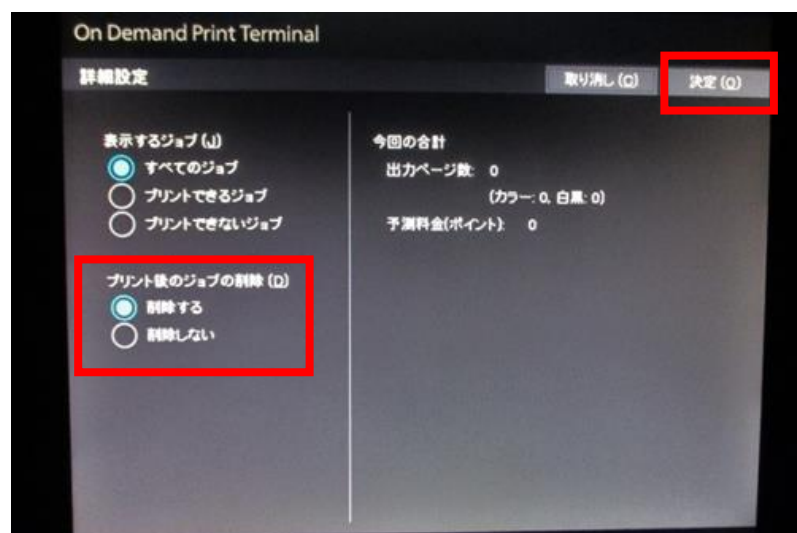 On Demand Print Terminal
詳細設定
取り消し(C)
決定(O)
表示するジョブ(J)
すべてのジョブ
プリントできるジョブ
プリントできないジョブ
プリント後のジョブの削除(D)
削除する
削除しない
今回の合計
出力ページ数: 0
(カラー: 0, 白黒: 0)
予測料金(ポイント): 0